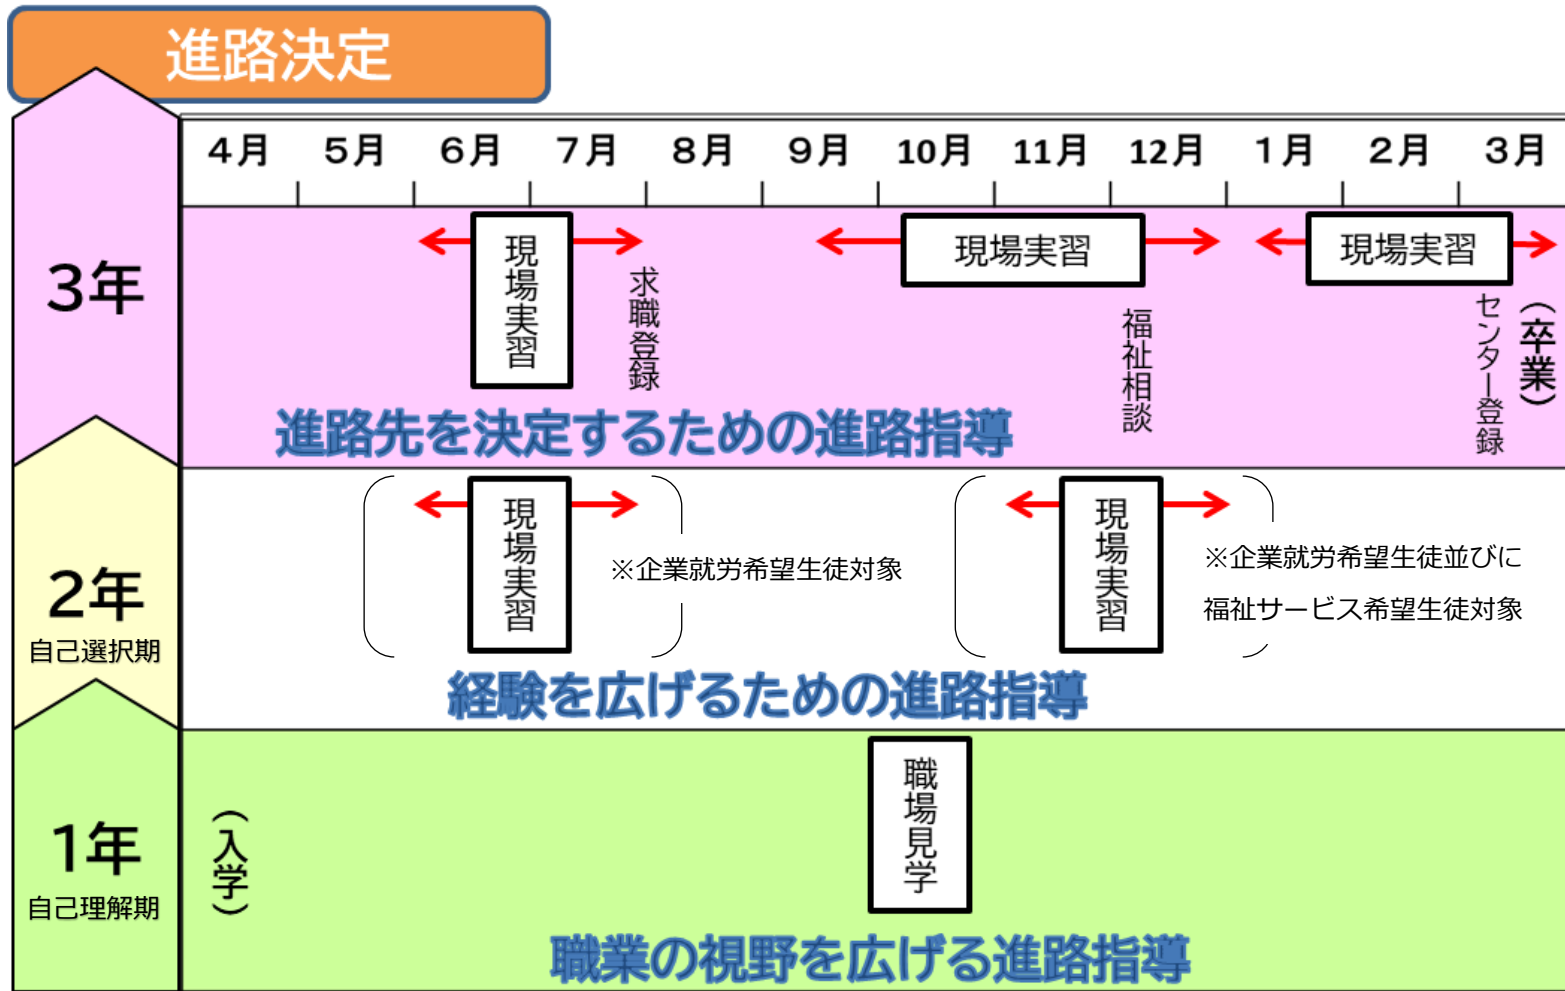 進路決定
4月 5月 6月 7月 8月 9月 10月 11月 12月 1月 2月 3月
3年
現場実習
求職登録
現場実習
福祉相談
現場実習
センター登録
（卒業）
進路先を決定するための進路指導
2年
自己選択期
現場実習
※企業就労希望生徒対象
現場実習
※企業就労希望生徒並びに
福祉サービス希望生徒対象
経験を広げるための進路指導
1年
自己理解期
（入学）
職場見学
職業の視野を広げる進路指導